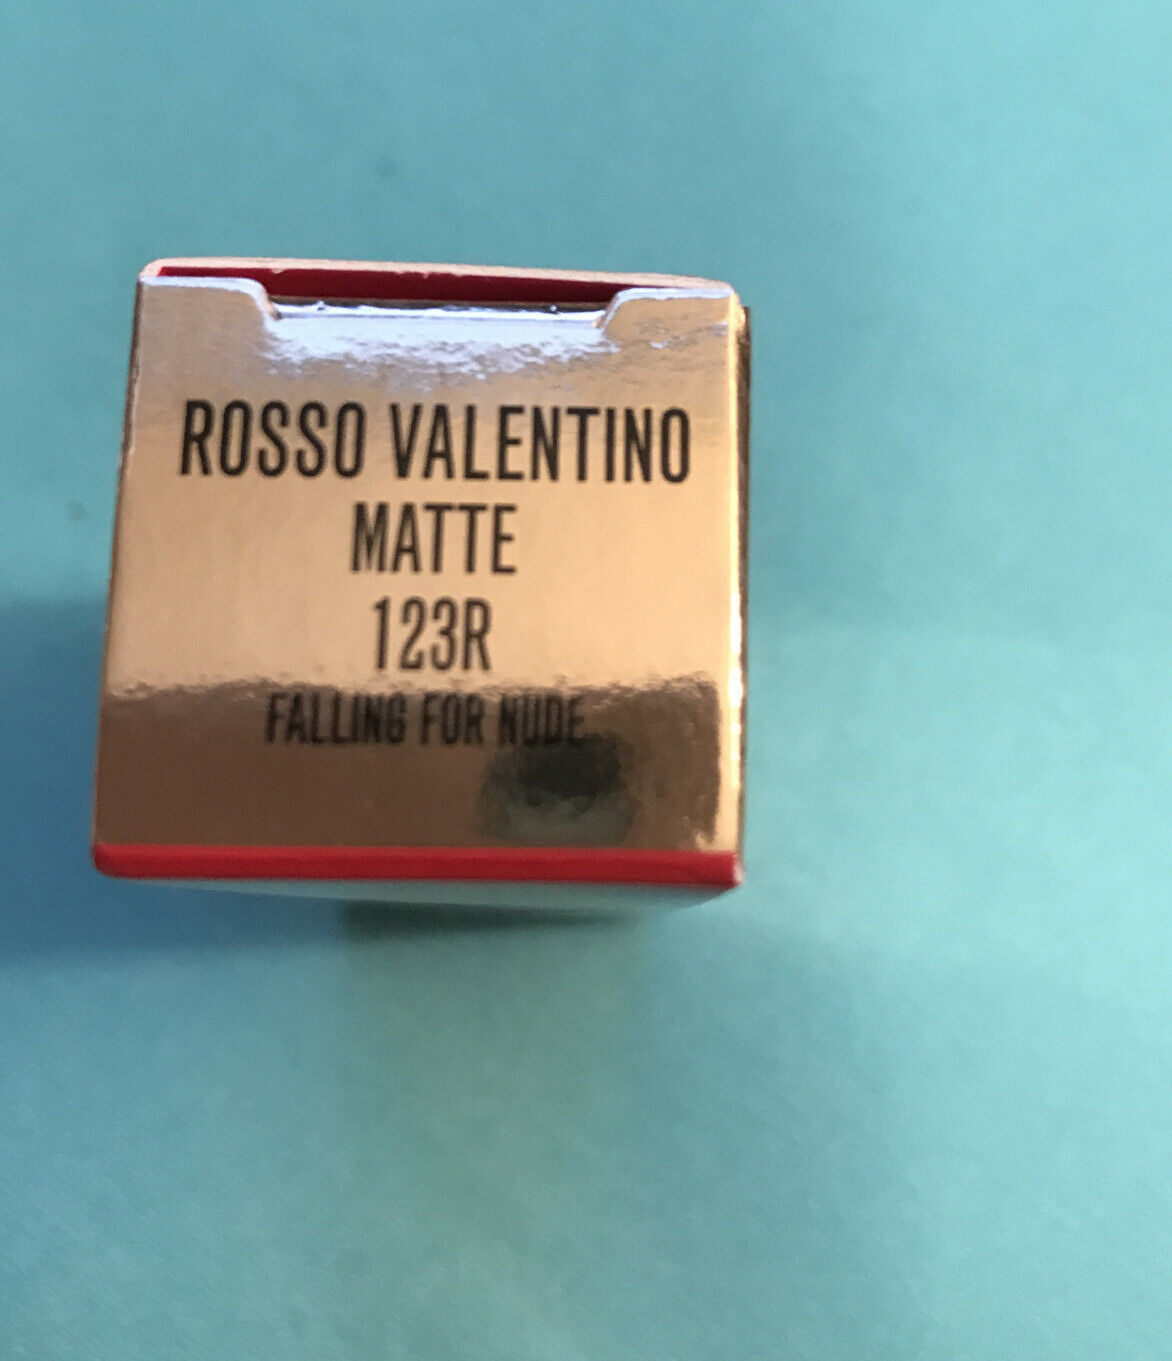 ROSSO VALENTINO
MATTE
123R
FALLING FOR NUDE